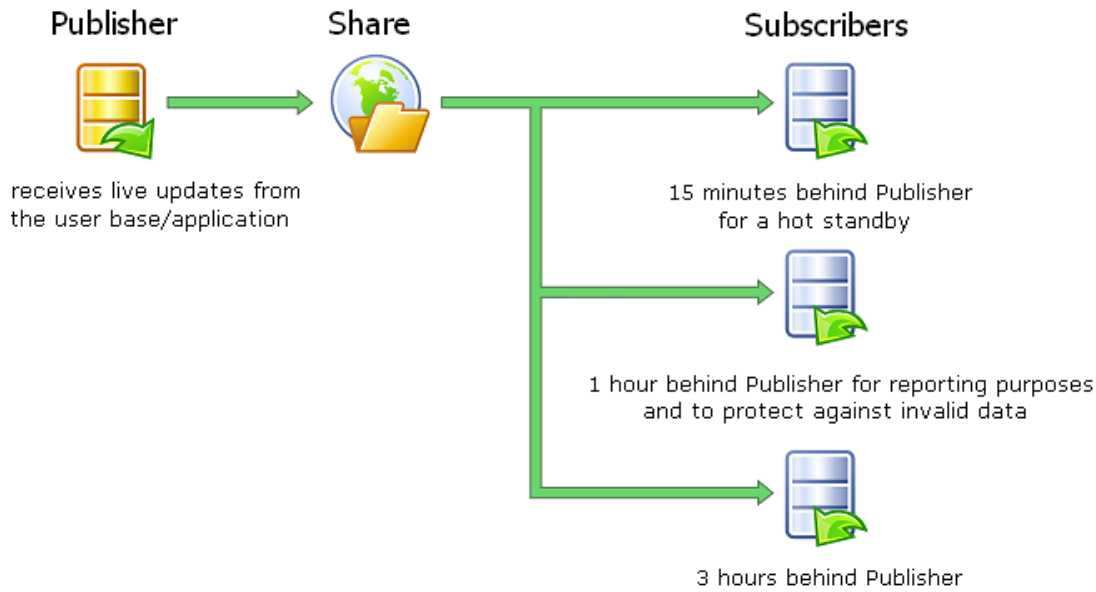 Publisher
Share
Subscribers
receives live updates from
the user base/application
15 minutes behind Publisher
for a hot standby
1 hour behind Publisher for reporting purposes
and to protect against invalid data
3 hours behind Publisher